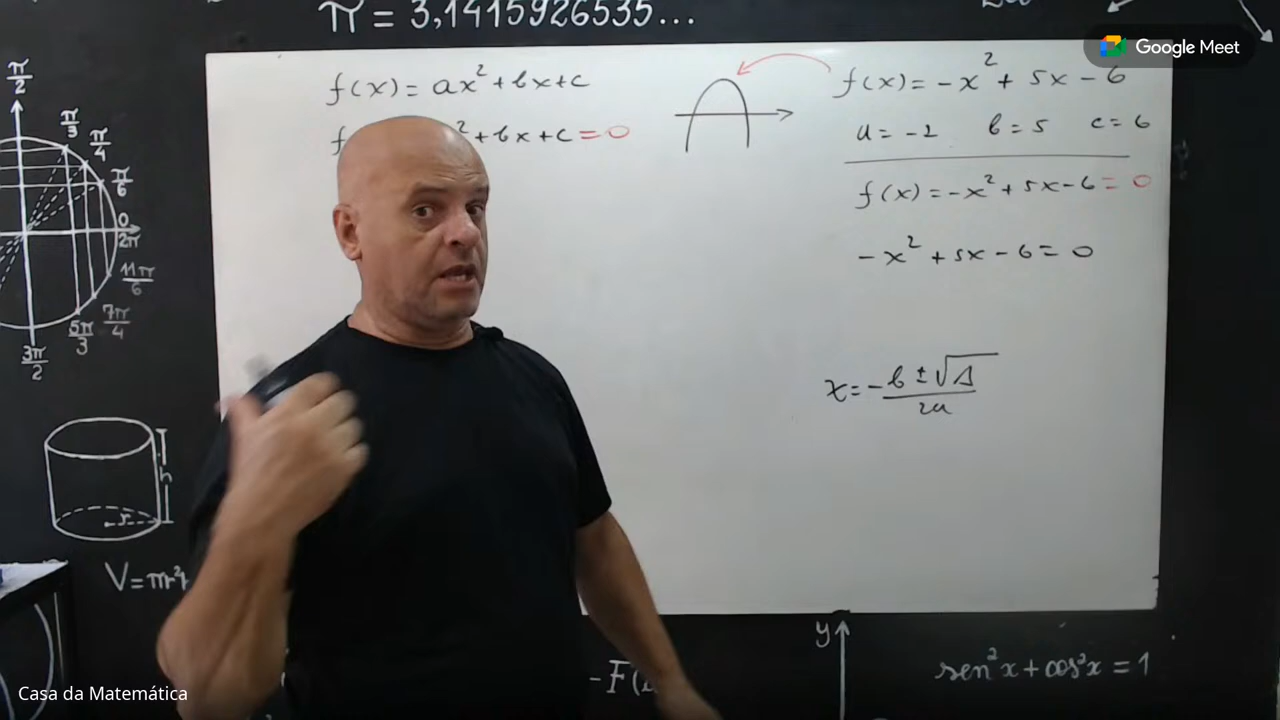 π = 3,1415926535...
Google Meet
f(x) = ax² + bx + c
² + bx + c = 0
f(x) = -x² + 5x - 6
a = -1 b = 5 c = 6
f(x) = -x² + 5x - 6 = 0
-x² + 5x - 6 = 0
x = -b ± √Δ
2a
π/2
π/3
π/4
π/6
0
2π
11π/6
7π/4
5π/3
3π/2
h
r
V = πr²
y
-F(
sen²x + cos²x = 1
Casa da Matemática